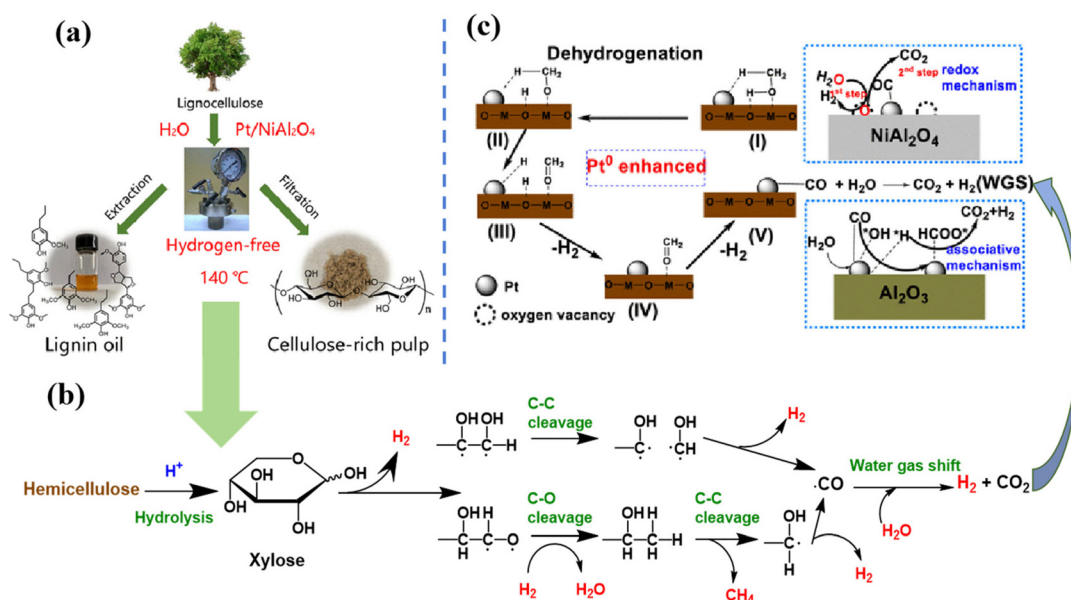 (a)
Lignocellulose
H₂O
Pt/NiAl₂O₄
Extraction
Filtration
Hydrogen-free
140 ℃
Lignin oil
Cellulose-rich pulp
(c)
Dehydrogenation
(I)
(II)
(III)
(IV)
(V)
Pt⁰ enhanced
-H₂
-H₂
Pt
oxygen vacancy
CO + H₂O → CO₂ + H₂(WGS)
CO₂
2nd step
redox
mechanism
H₂O
1st step
H₂
OC
O
NiAl₂O₄
CO₂+H₂
CO
*OH
*H
HCOO*
H₂O
associative
mechanism
Al₂O₃
(b)
Hemicellulose
H⁺
Hydrolysis
Xylose
H₂
C-C
cleavage
H₂
C-O
cleavage
H₂
H₂O
C-C
cleavage
CH₄
H₂
·CO
Water gas shift
H₂O
H₂ + CO₂